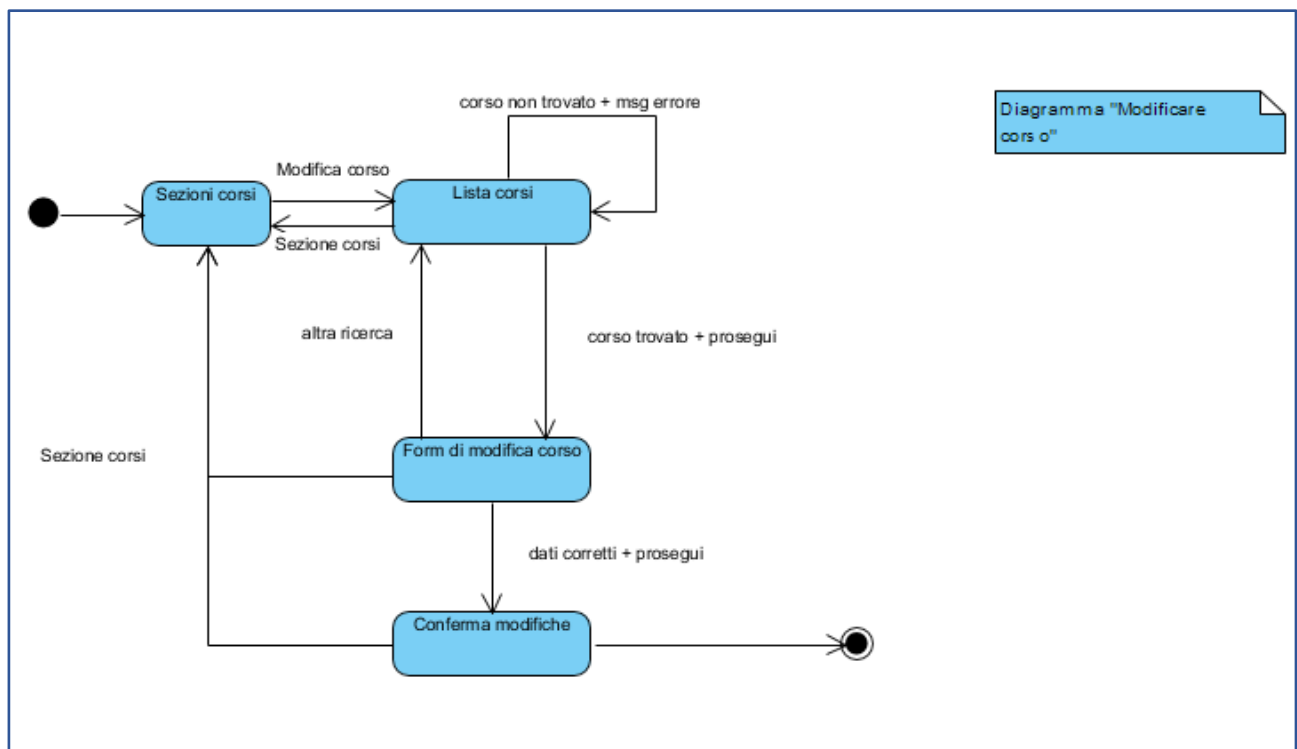 corso non trovato + msg errore
Diagramma "Modificare
corso"
Modifica corso
Sezioni corsi
Lista corsi
Sezione corsi
altra ricerca
corso trovato + prosegui
Form di modifica corso
Sezione corsi
dati corretti + prosegui
Conferma modifiche